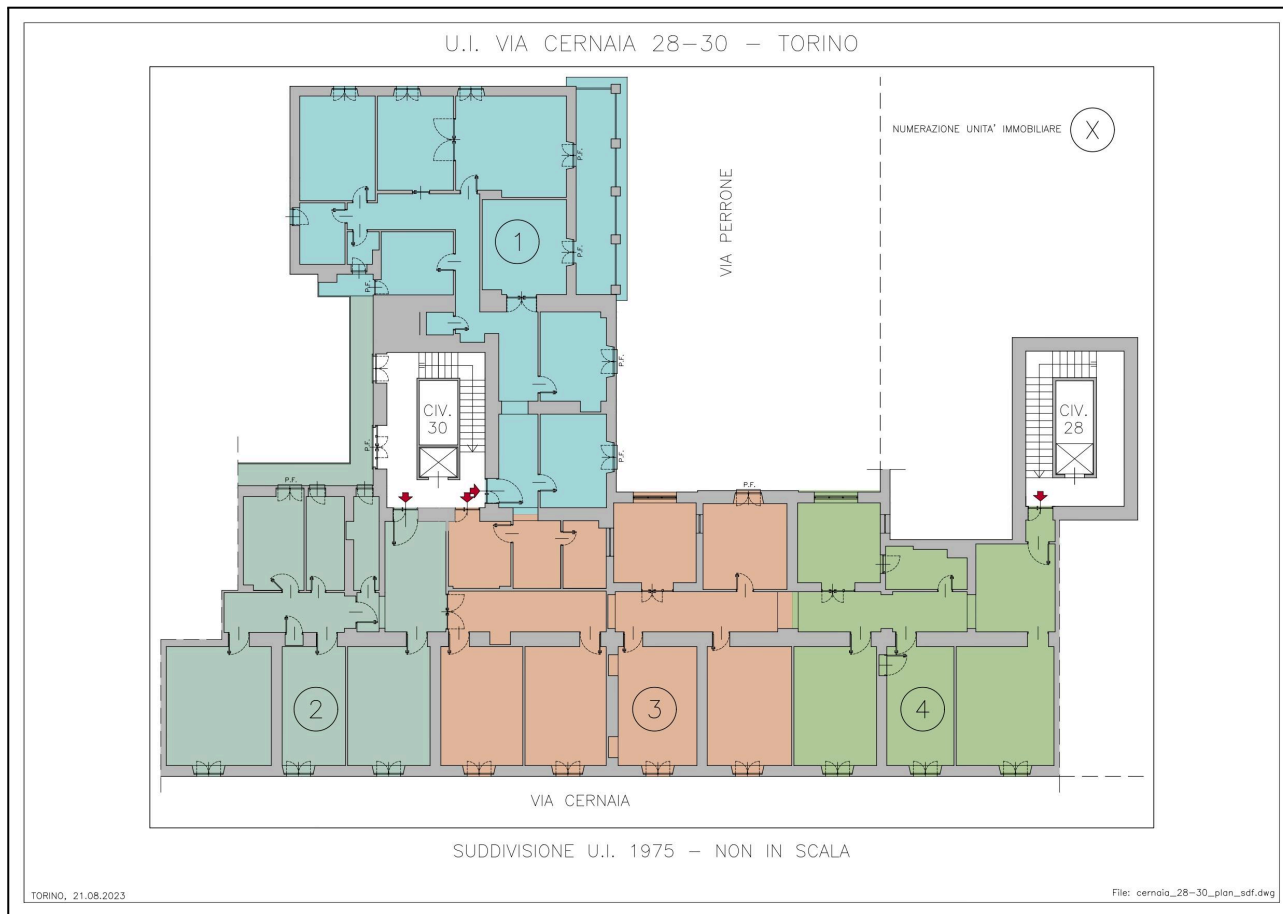 U.I. VIA CERNAIA 28-30 - TORINO
NUMERAZIONE UNITA' IMMOBILIARE X
VIA PERRONE
P.F.
P.F.
P.F.
P.F.
P.F.
P.F.
P.F.
P.F.
1
CIV.
30
CIV.
28
2
3
4
VIA CERNAIA
SUDDIVISIONE U.I. 1975 - NON IN SCALA
TORINO, 21.08.2023
File: cernaia_28-30_plan_sdf.dwg